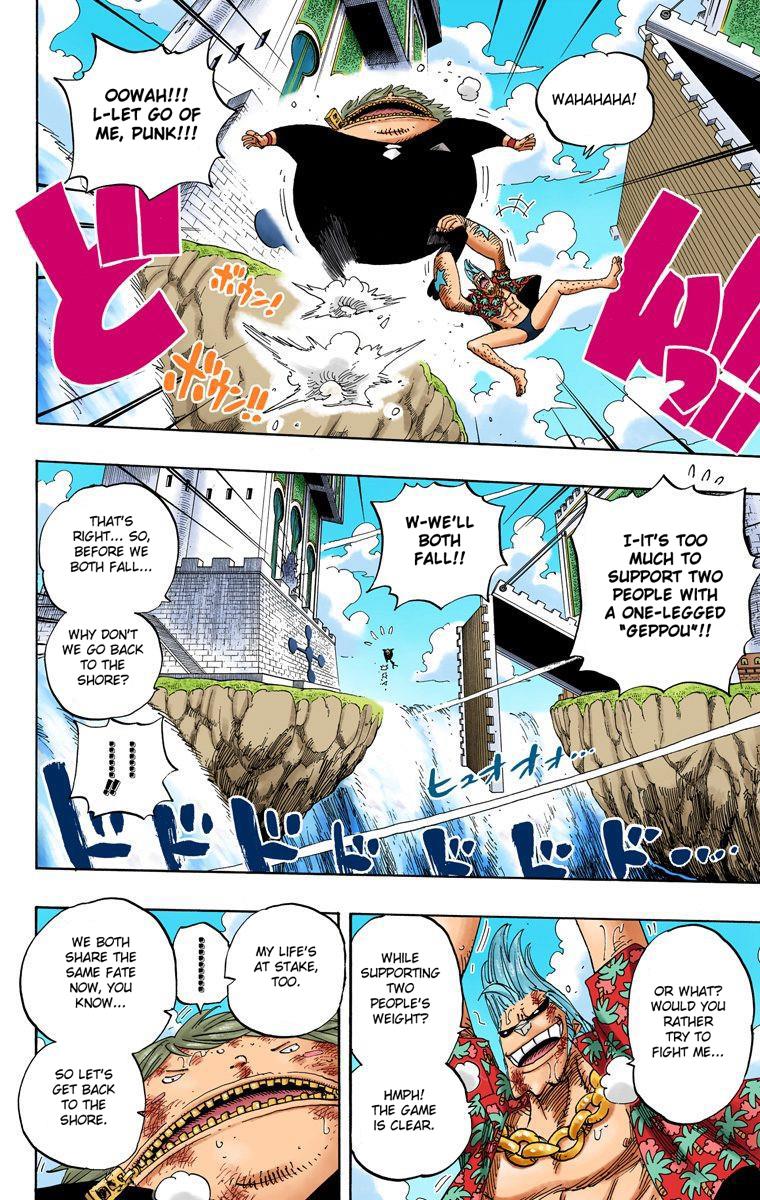 WAHAHAHA!
OOWAH!!!
L-LET GO OF
ME, PUNK!!!
どんっ!!!
ボウン!
ボウン!!
I-IT'S TOO
MUCH TO
SUPPORT TWO
PEOPLE WITH
A ONE-LEGGED
"GEPPOU"!!
W-WE'LL
BOTH
FALL!!
THAT'S
RIGHT... SO,
BEFORE WE
BOTH FALL...
WHY DON'T
WE GO BACK
TO THE
SHORE?
......!!
ヒュオオオ...
ドドドドドドド....
OR WHAT?
WOULD YOU
RATHER
TRY TO
FIGHT ME...
WHILE
SUPPORTING
TWO
PEOPLE'S
WEIGHT?
HMPH!
THE GAME
IS CLEAR.
MY LIFE'S
AT STAKE,
TOO.
.........
WE BOTH
SHARE THE
SAME FATE
NOW, YOU
KNOW...
SO LET'S
GET BACK
TO THE
SHORE.